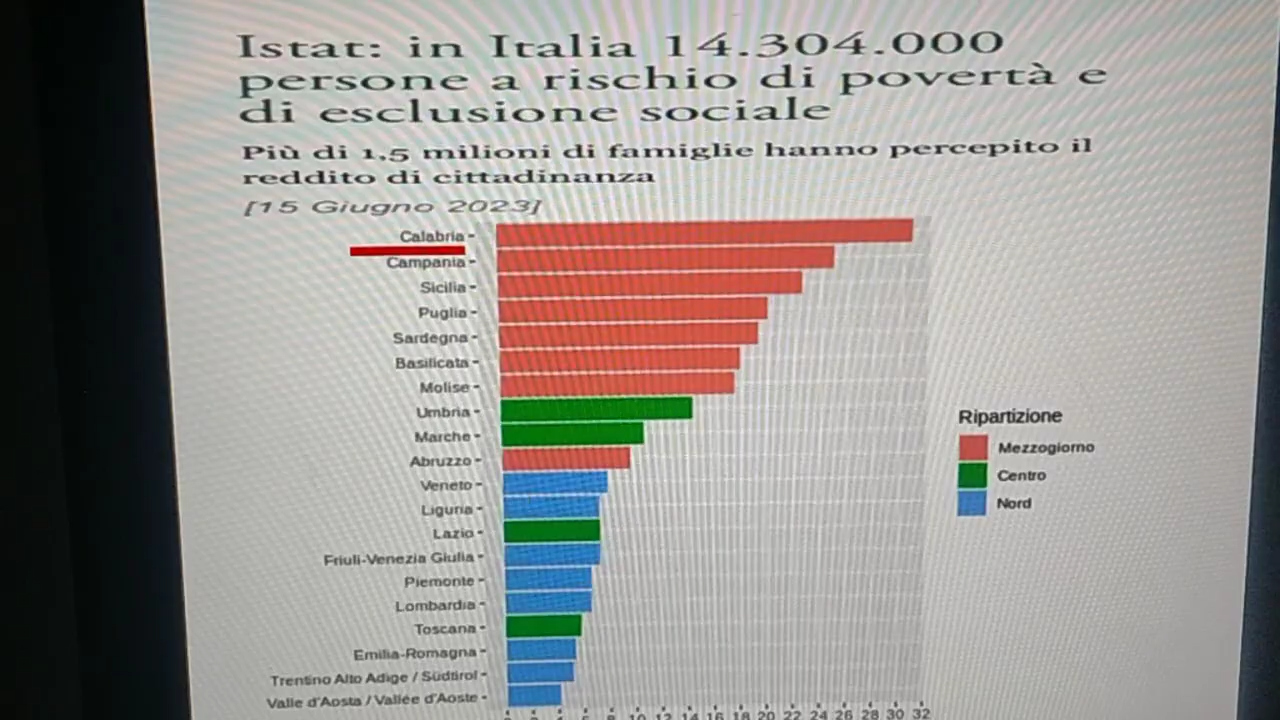 Istat: in Italia 14.304.000
persone a rischio di povertà e
di esclusione sociale
Più di 1,5 milioni di famiglie hanno percepito il
reddito di cittadinanza
[15 Giugno 2023]
Calabria
Campania
Sicilia
Puglia
Sardegna
Basilicata
Molise
Umbria
Marche
Abruzzo
Veneto
Liguria
Lazio
Friuli-Venezia Giulia
Piemonte
Lombardia
Toscana
Emilia-Romagna
Trentino Alto Adige / Südtirol
Valle d'Aosta / Vallée d'Aoste
Ripartizione
Mezzogiorno
Centro
Nord
10 12 14 16 18 20 22 24 26 28 30 32